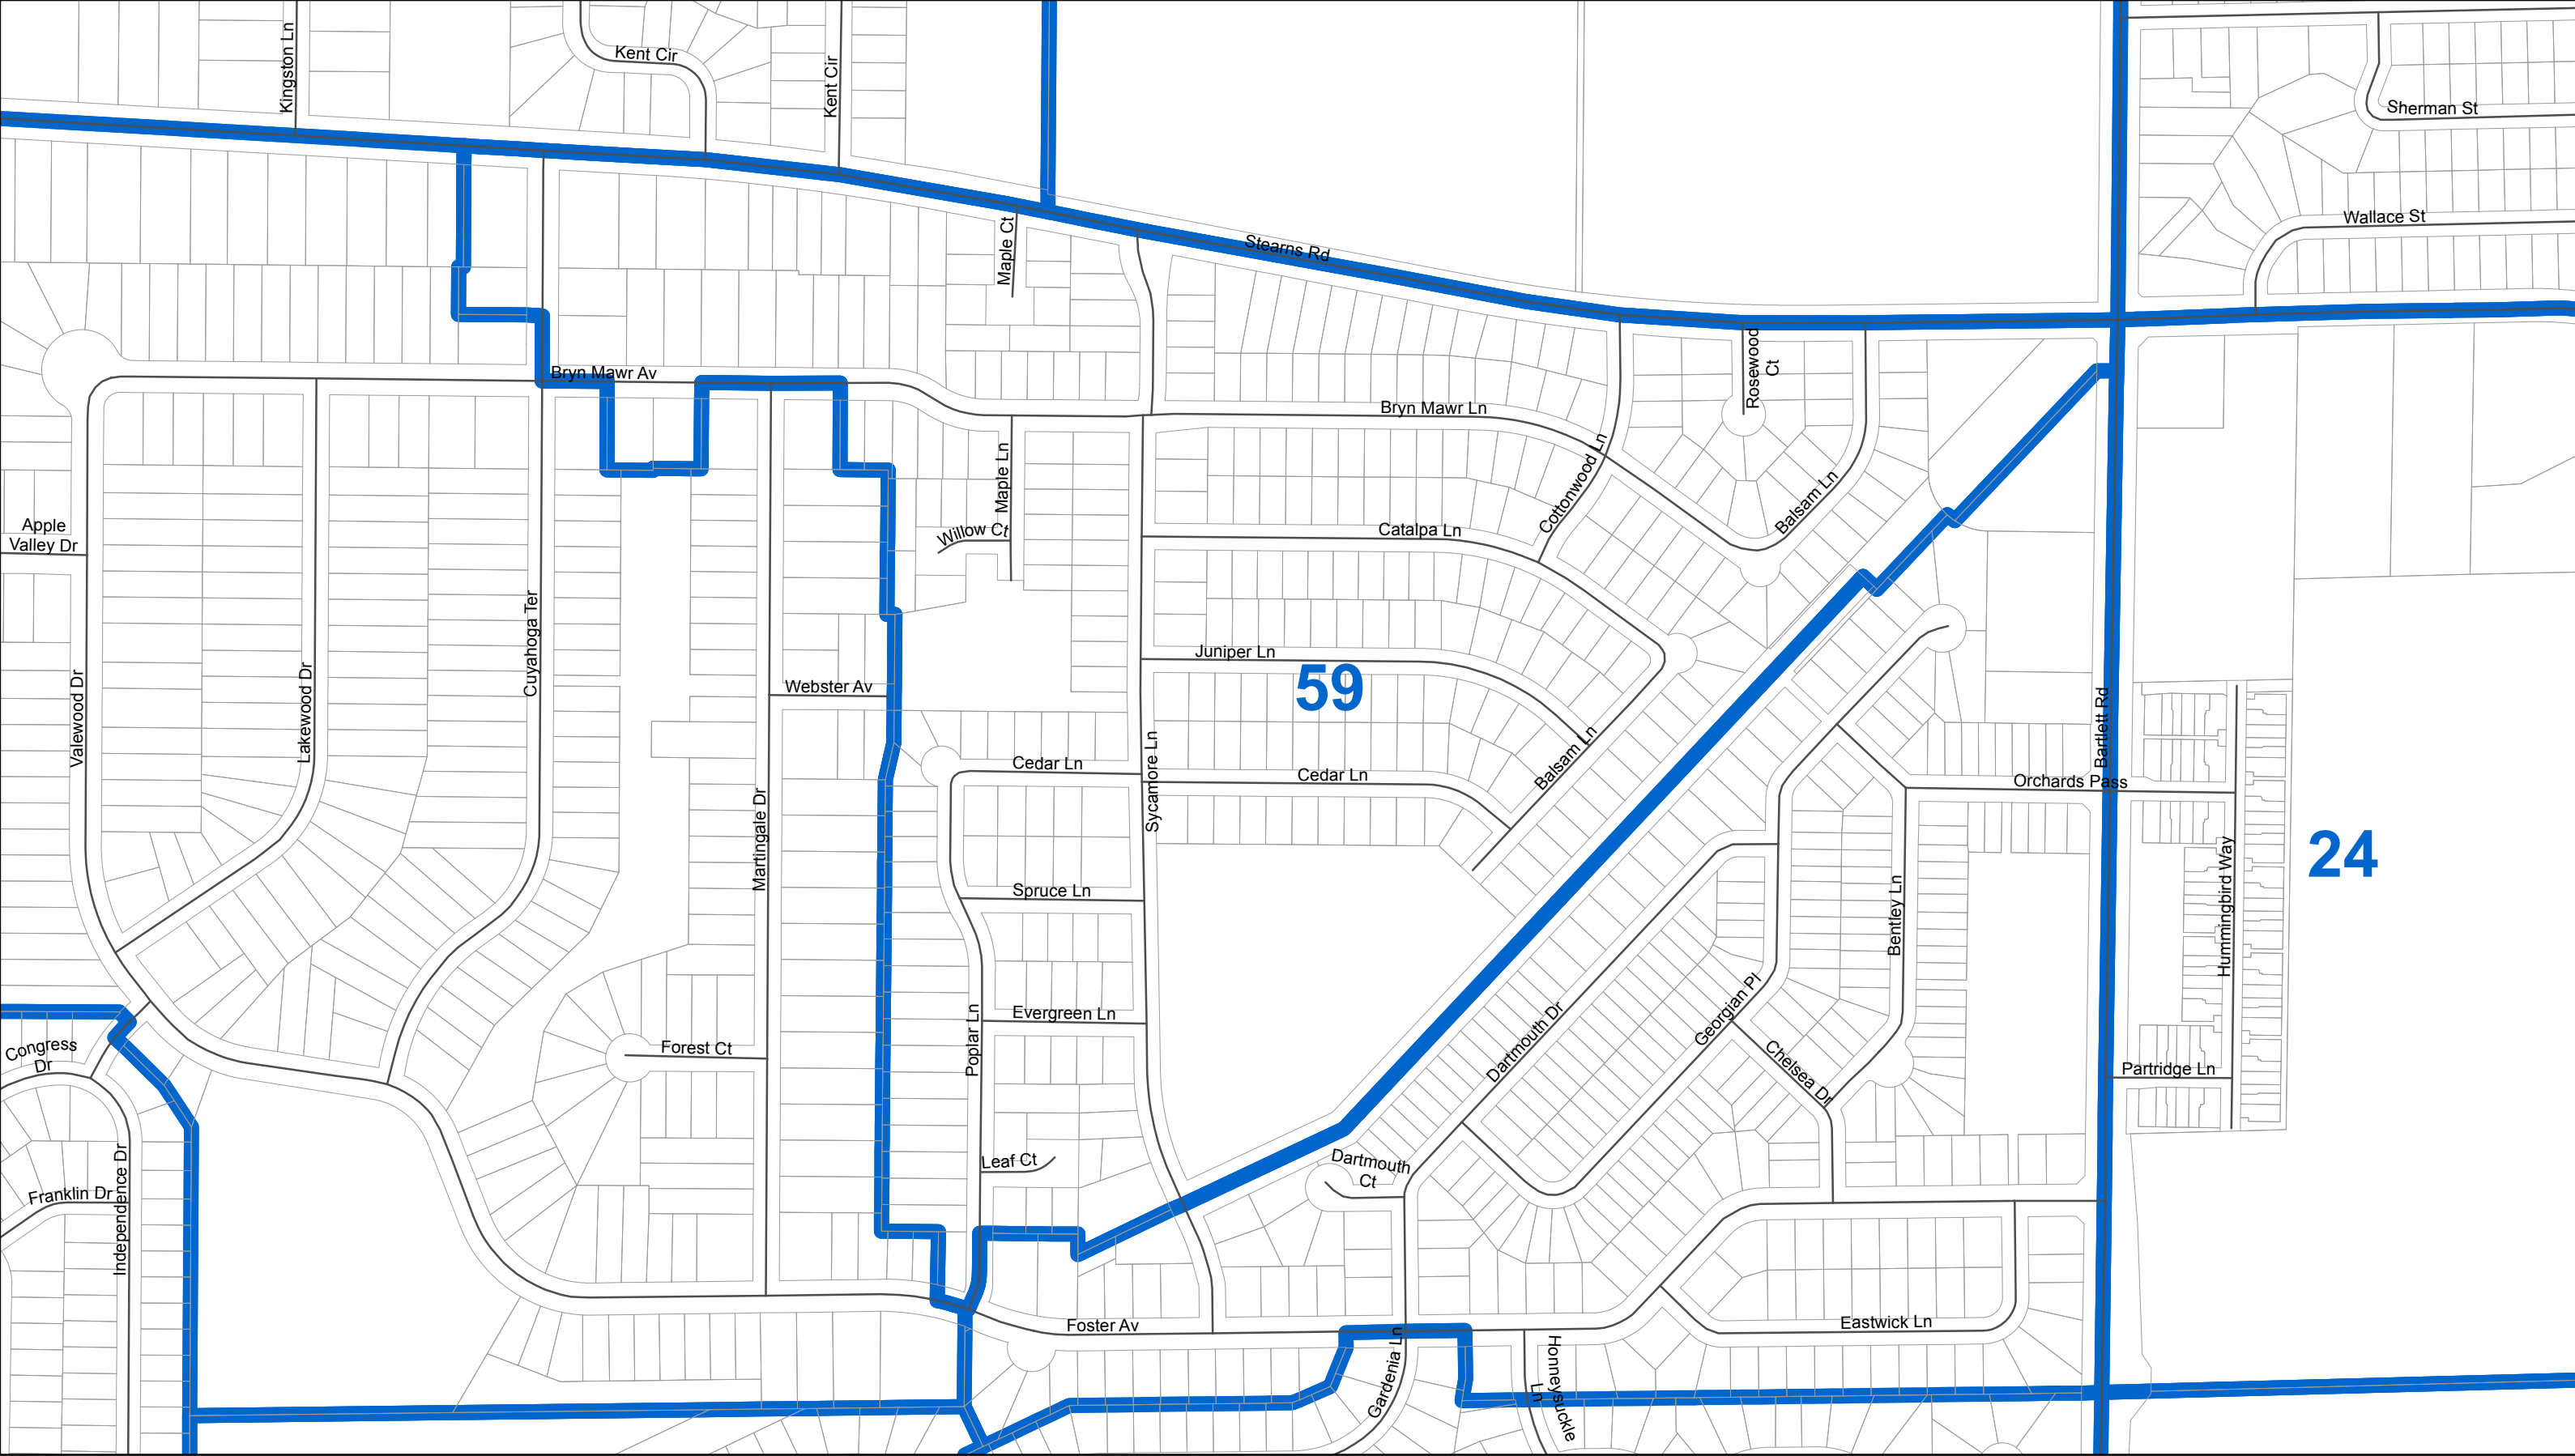 Kingston Ln
Kent Cir
Kent Cir
Sherman St
Wallace St
Maple Ct
Stearns Rd
Rosewood
Ct
Bryn Mawr Av
Bryn Mawr Ln
Cottonwood Ln
Maple Ln
Balsam Ln
Apple
Valley Dr
Willow Ct
Catalpa Ln
Cuyahoga Ter
Juniper Ln
59
Webster Av
Valewood Dr
Lakewood Dr
Bartlett Rd
Cedar Ln
Sycamore Ln
Cedar Ln
Balsam Ln
Orchards Pass
Martingale Dr
24
Hummingbird Way
Spruce Ln
Bentley Ln
Poplar Ln
Evergreen Ln
Dartmouth Dr
Georgian Pl
Congress
Dr
Forest Ct
Chelsea Dr
Partridge Ln
Independence Dr
Franklin Dr
Leaf Ct
Dartmouth
Ct
Foster Av
Gardenia Ln
Honneysuckle
Ln
Eastwick Ln